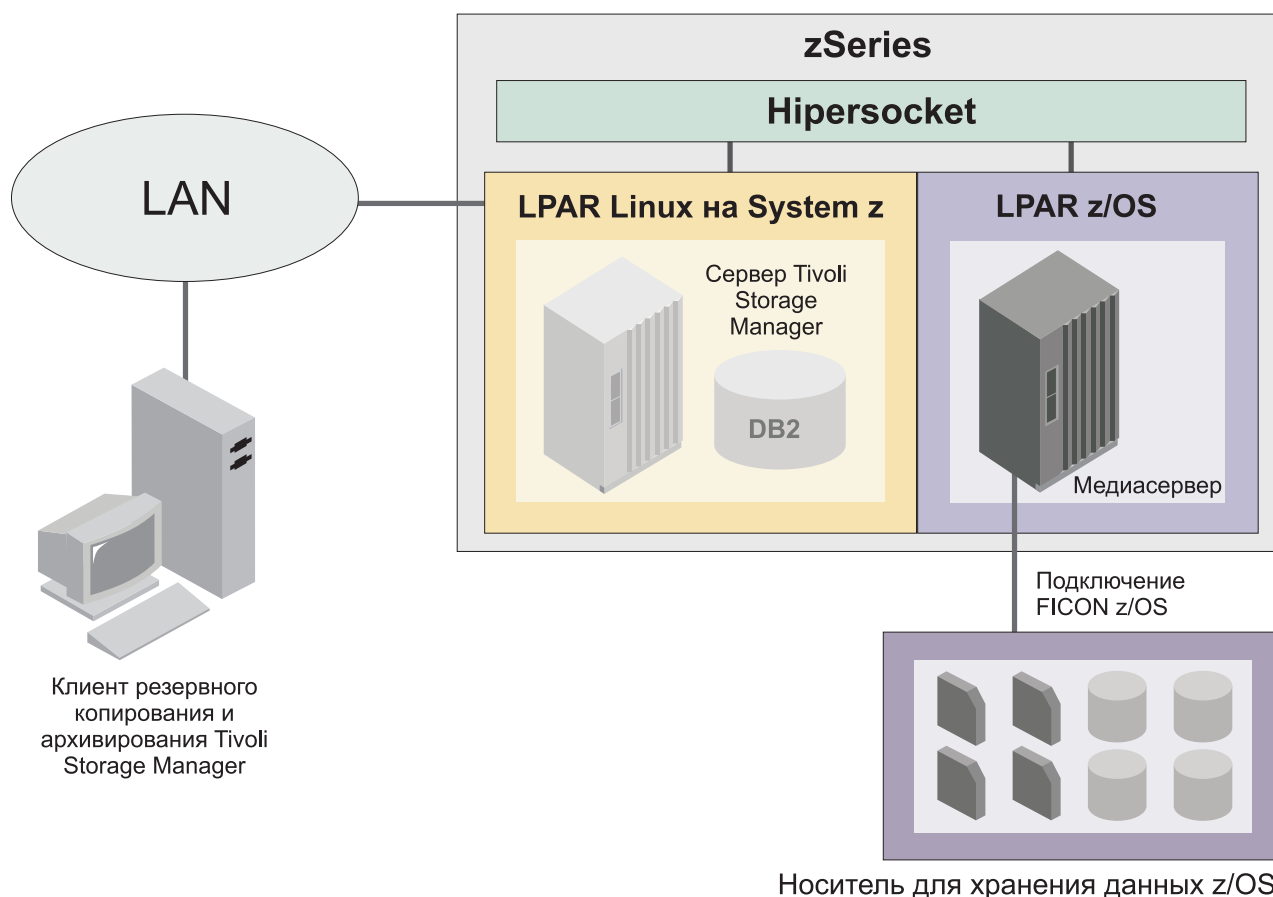 zSeries
Hipersocket
LAN
LPAR Linux на System z
LPAR z/OS
Сервер Tivoli
Storage
Manager
DB2
Медиасервер
Подключение
FICON z/OS
Клиент резервного
копирования и
архивирования Tivoli
Storage Manager
Носитель для хранения данных z/OS